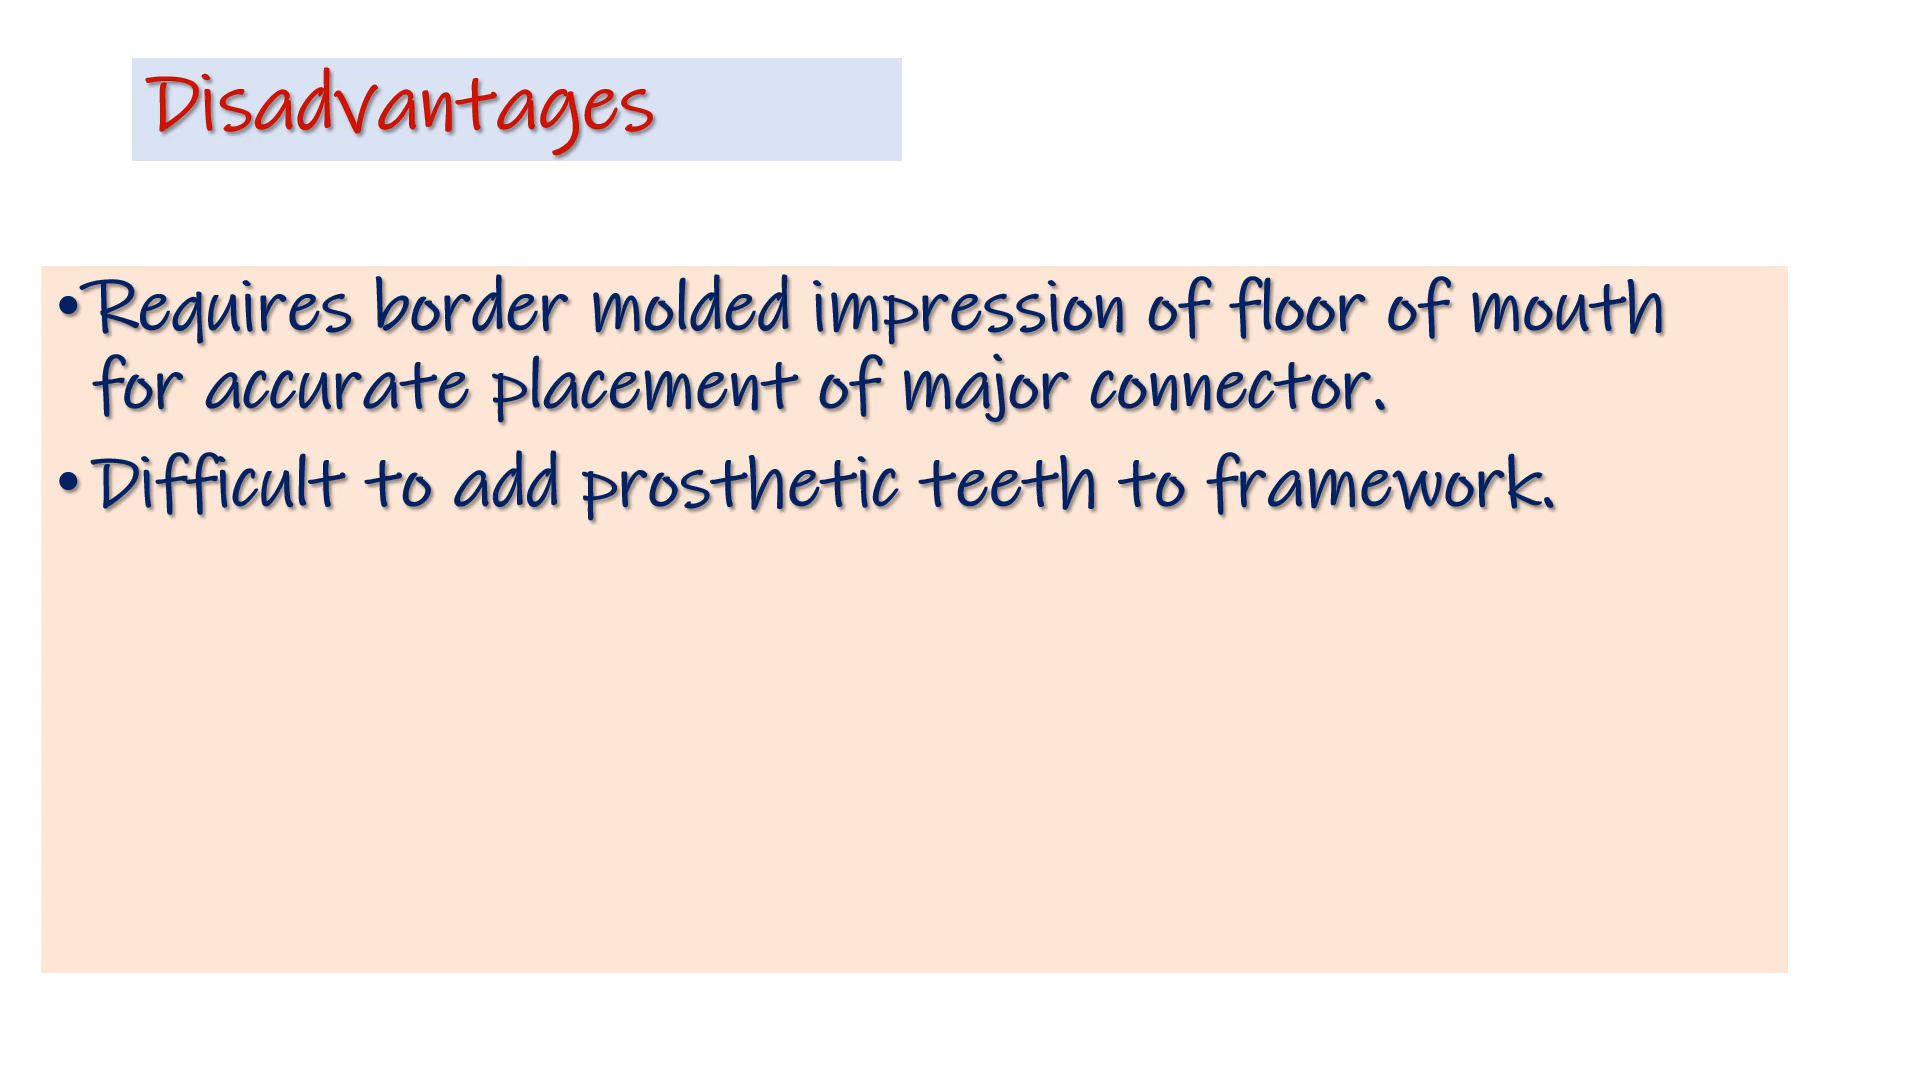 Disadvantages
•Requires border molded impression of floor of mouth
for accurate placement of major connector.
• Difficult to add prosthetic teeth to framework.